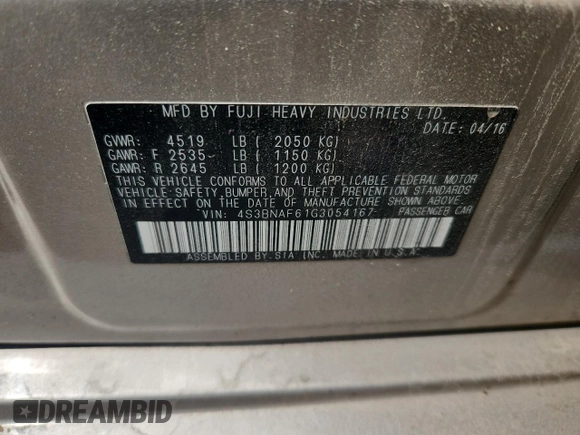 MFD BY FUJI HEAVY INDUSTRIES LTD.
DATE: 04/16
GVWR: 4519 LB ( 2050 KG)
GAWR: F 2535 LB ( 1150 KG)
GAWR: R 2645 LB ( 1200 KG)
THIS VEHICLE CONFORMS TO ALL APPLICABLE FEDERAL MOTOR
VEHICLE-SAFETY,BUMPER,AND THEFT PREVENTION STANDARDS
IN EFFECT ON THE DATE OF MANUFACTURE SHOWN ABOVE.
VIN: 4S3BNAF61G3054167 PASSENGER CAR
ASSEMBLED BY SIA INC. MADE IN U.S.A.
DREAMBID